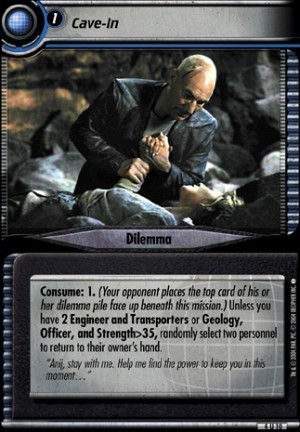 1
Cave-In
Dilemma
Consume: 1. (Your opponent places the top card of his or
her dilemma pile face up beneath this mission.) Unless you
have 2 Engineer and Transporters or Geology,
Officer, and Strength>35, randomly select two personnel
to return to their owner's hand.
"Anij, stay with me. Help me find the power to keep you in this
moment..."